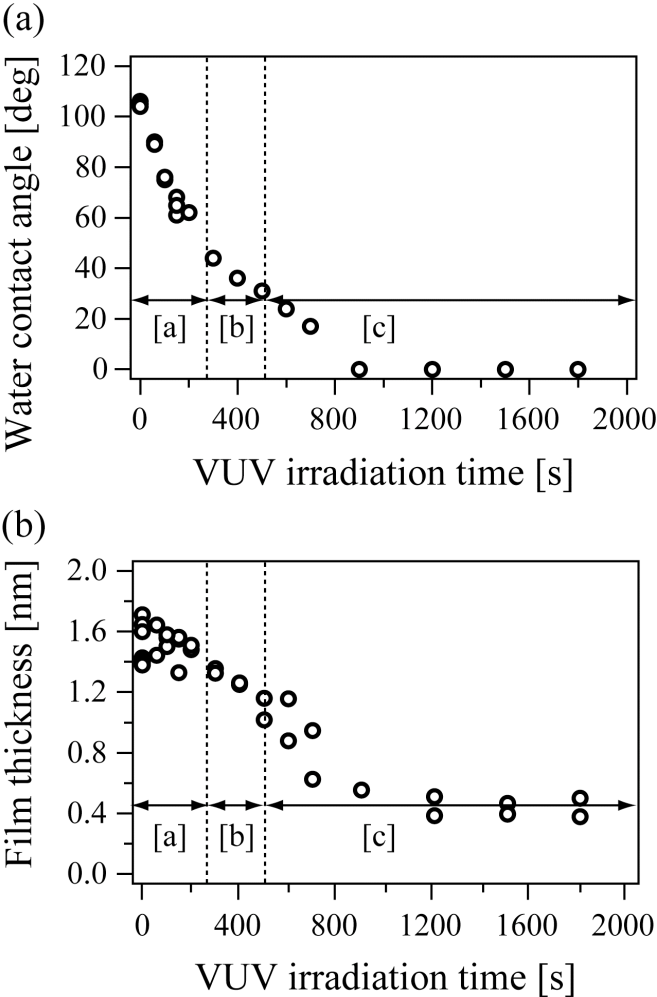 (a)
Water contact angle [deg]
120
100
80
60
40
20
0
[a] [b] [c]
0 400 800 1200 1600 2000
VUV irradiation time [s]
(b)
Film thickness [nm]
2.0
1.6
1.2
0.8
0.4
0.0
[a] [b] [c]
0 400 800 1200 1600 2000
VUV irradiation time [s]